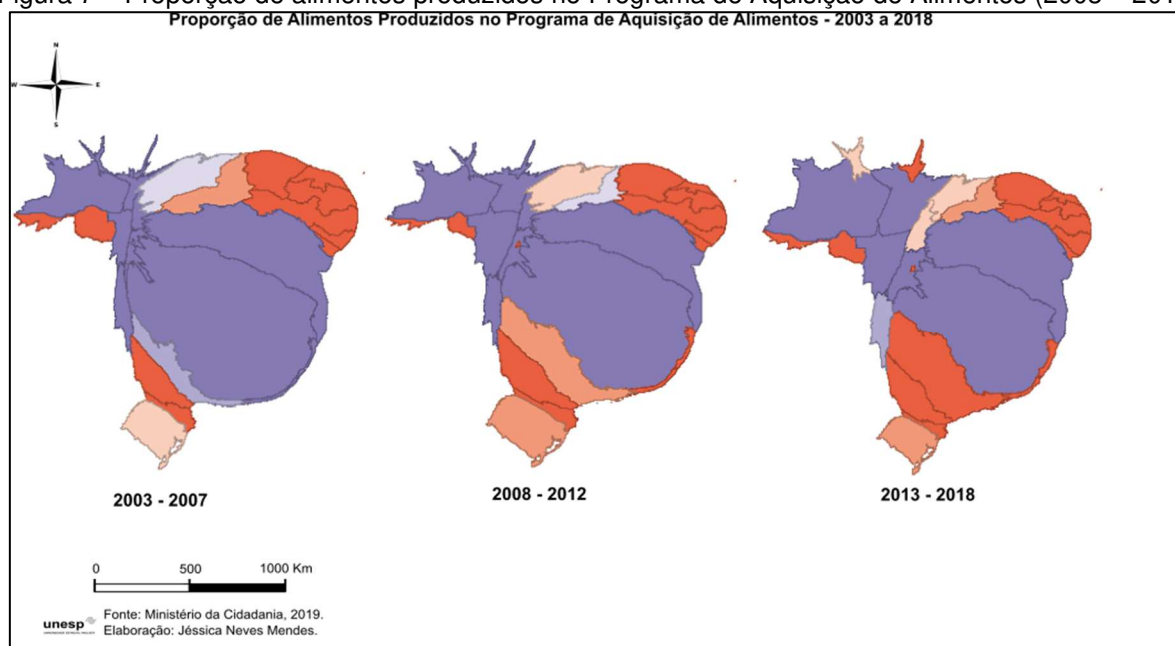 Proporção de Alimentos Produzidos no Programa de Aquisição de Alimentos - 2003 a 2018
N
W
E
S
2003 - 2007
2008 - 2012
2013 - 2018
0 500 1000 Km
unesp
Fonte: Ministério da Cidadania, 2019.
Elaboração: Jéssica Neves Mendes.